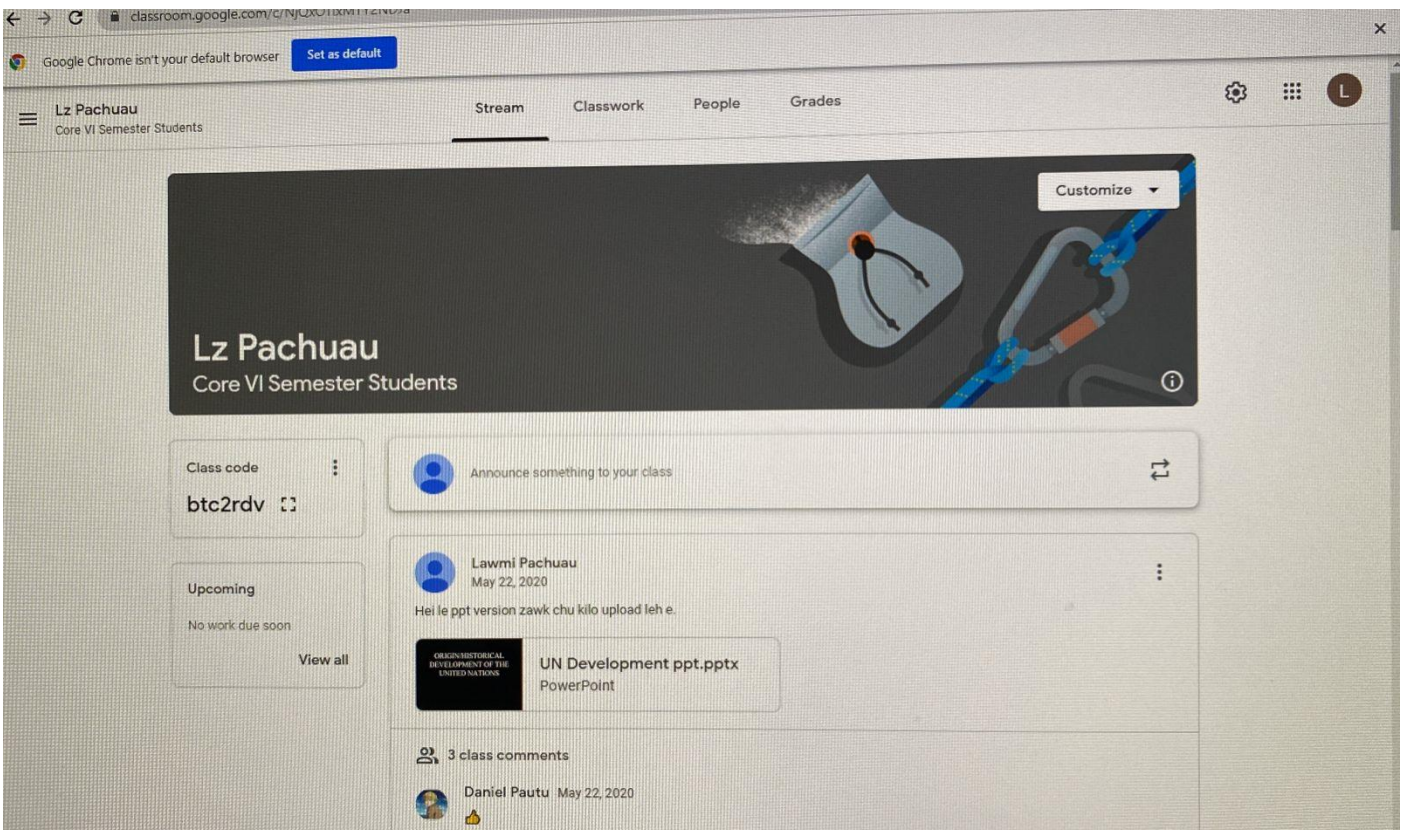 classroom.google.com/c/
Google Chrome isn't your default browser
Set as default
Lz Pachuau
Core VI Semester Students
Stream
Classwork
People
Grades
L
Customize
Lz Pachuau
Core VI Semester Students
Class code
btc2rdv
Announce something to your class
Upcoming
No work due soon
View all
Lawmi Pachuau
May 22, 2020
Hei le ppt version zawk chu kilo upload leh e.
ORIGIN/HISTORICAL
DEVELOPMENT OF THE
UNITED NATIONS
UN Development ppt.pptx
PowerPoint
3 class comments
Daniel Pautu May 22, 2020